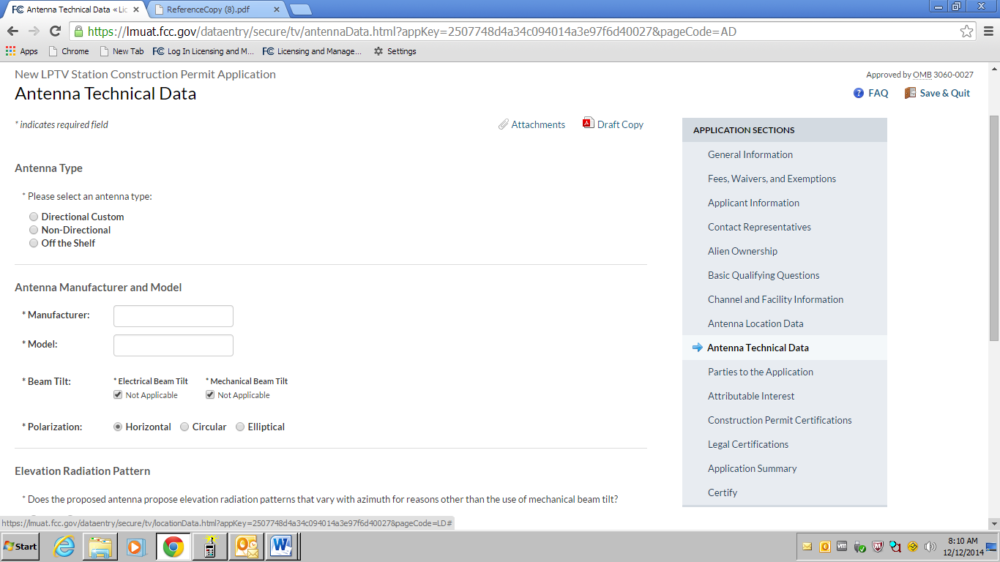 Antenna Technical Data « Lic
ReferenceCopy (8).pdf
https://lmuat.fcc.gov/dataentry/secure/tv/antennaData.html?appKey=2507748d4a34c094014a3e97f6d40027&pageCode=AD
Apps
Chrome
New Tab
Log In Licensing and M...
Licensing and Manage...
Settings
New LPTV Station Construction Permit Application
Approved by OMB 3060-0027
Antenna Technical Data
FAQ
Save & Quit
* indicates required field
Attachments
Draft Copy
Antenna Type
* Please select an antenna type:
Directional Custom
Non-Directional
Off the Shelf
Antenna Manufacturer and Model
* Manufacturer:
* Model:
* Beam Tilt:
* Electrical Beam Tilt
* Mechanical Beam Tilt
Not Applicable
Not Applicable
* Polarization:
Horizontal
Circular
Elliptical
Elevation Radiation Pattern
* Does the proposed antenna propose elevation radiation patterns that vary with azimuth for reasons other than the use of mechanical beam tilt?
APPLICATION SECTIONS
General Information
Fees, Waivers, and Exemptions
Applicant Information
Contact Representatives
Alien Ownership
Basic Qualifying Questions
Channel and Facility Information
Antenna Location Data
Antenna Technical Data
Parties to the Application
Attributable Interest
Construction Permit Certifications
Legal Certifications
Application Summary
Certify
https://lmuat.fcc.gov/dataentry/secure/tv/locationData.html?appKey=2507748d4a34c094014a3e97f6d40027&pageCode=LD#
Start
8:10 AM
12/12/2014